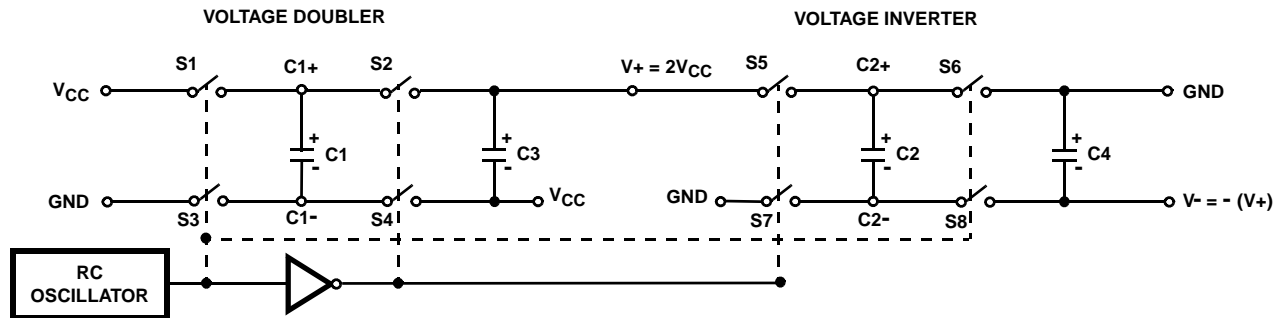 VOLTAGE DOUBLER
VOLTAGE INVERTER
VCC S1 C1+ S2 V+ = 2VCC S5 C2+ S6 GND
+ - C1 + - C3 + - C2 + - C4
GND S3 C1- S4 VCC GND S7 C2- S8 V- = - (V+)
RC
OSCILLATOR